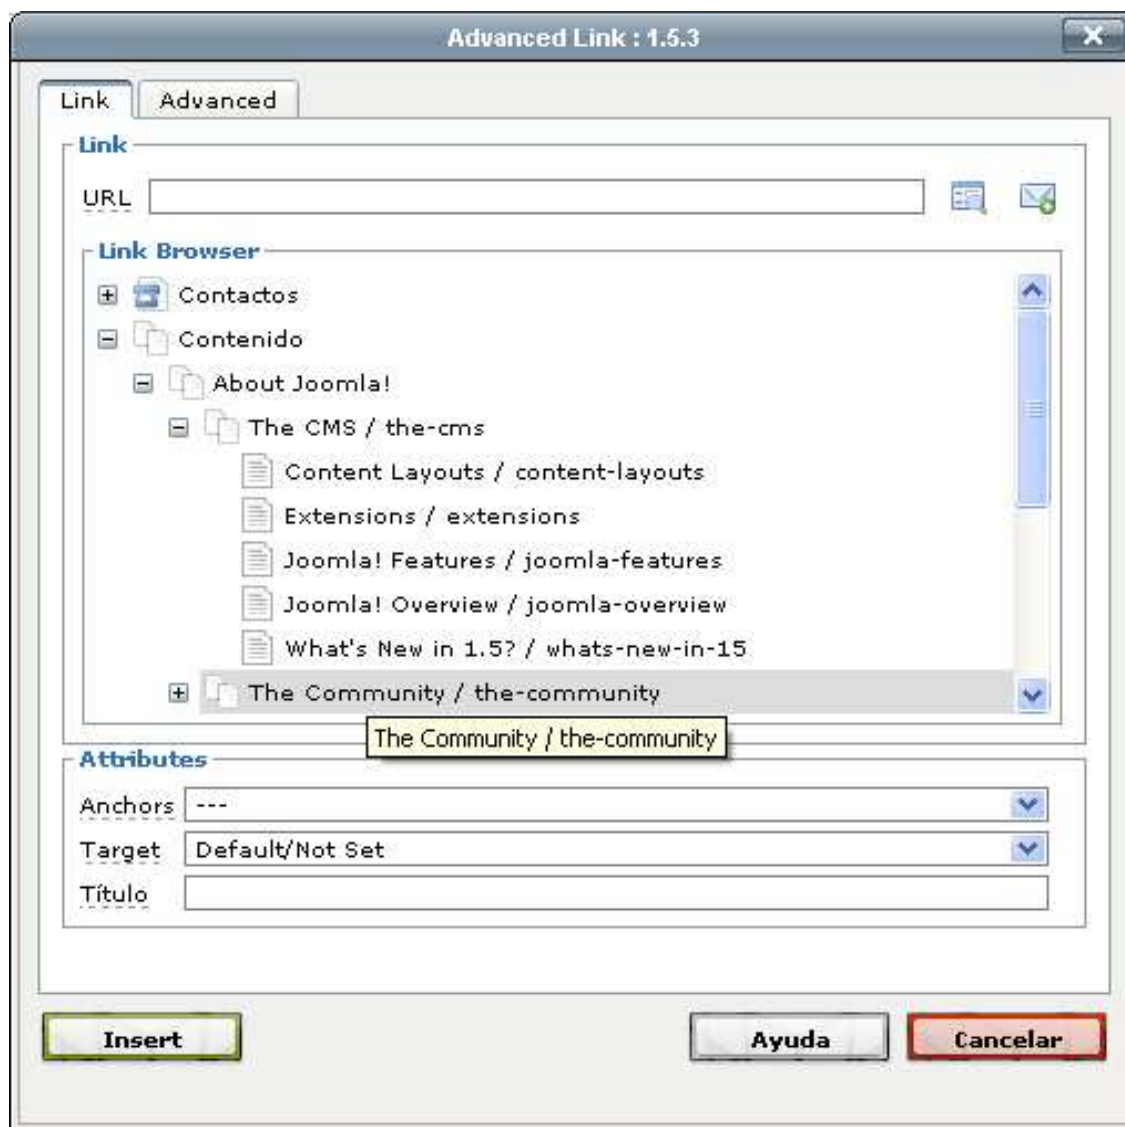 Advanced Link : 1.5.3
Link Advanced
Link
URL
Link Browser
Contactos
Contenido
About Joomla!
The CMS / the-cms
Content Layouts / content-layouts
Extensions / extensions
Joomla! Features / joomla-features
Joomla! Overview / joomla-overview
What's New in 1.5? / whats-new-in-15
The Community / the-community
The Community / the-community
Attributes
Anchors ---
Target Default/Not Set
Título
Insert Ayuda Cancelar